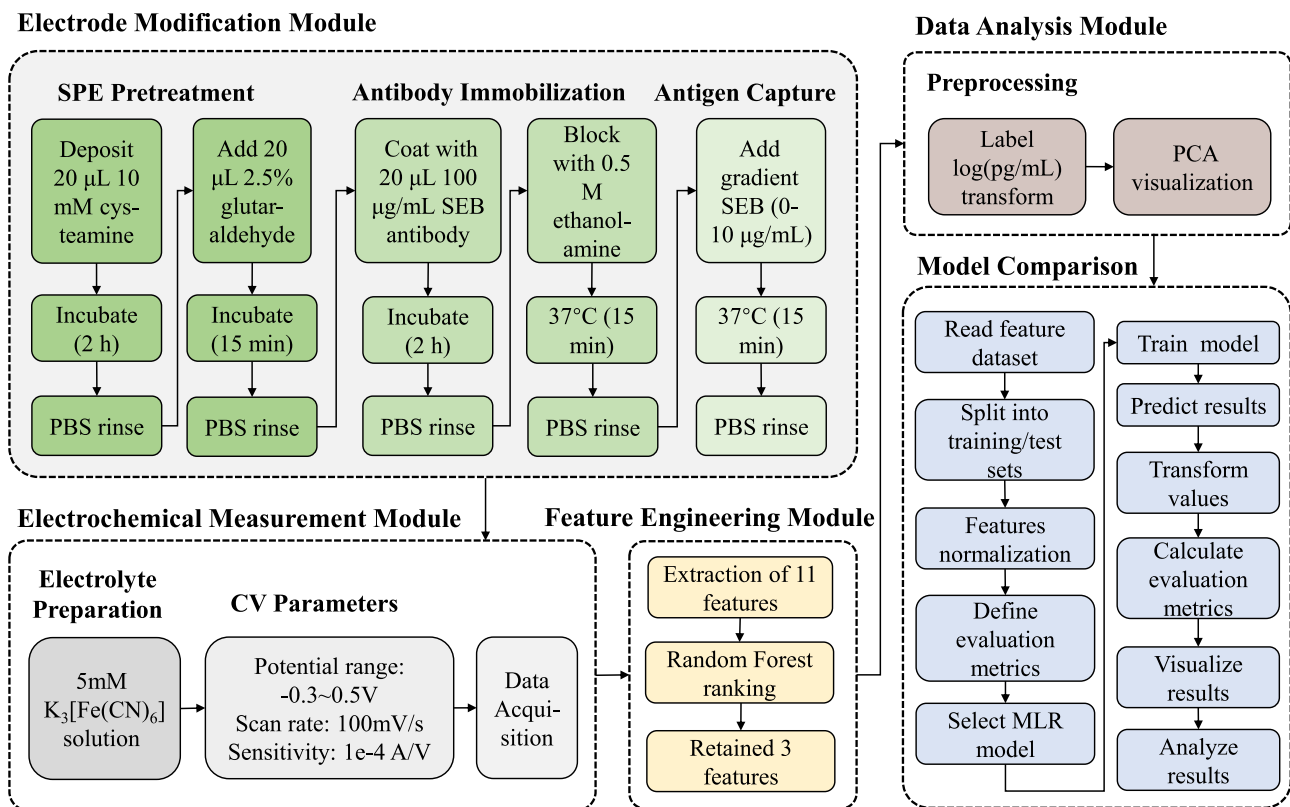 Electrode Modification Module
SPE Pretreatment
Deposit
20 μL 10
mM cys-
teamine
Incubate
(2 h)
PBS rinse
Add 20
μL 2.5%
glutar-
aldehyde
Incubate
(15 min)
PBS rinse
Antibody Immobilization
Coat with
20 μL 100
μg/mL SEB
antibody
Incubate
(2 h)
PBS rinse
Block
with 0.5
M
ethanol-
amine
37°C (15
min)
PBS rinse
Antigen Capture
Add
gradient
SEB (0-
10 μg/mL)
37°C (15
min)
PBS rinse
Electrochemical Measurement Module
Electrolyte
Preparation
5mM
K₃[Fe(CN)₆]
solution
CV Parameters
Potential range:
-0.3~0.5V
Scan rate: 100mV/s
Sensitivity: 1e-4 A/V
Data
Acqui-
sition
Feature Engineering Module
Extraction of 11
features
Random Forest
ranking
Retained 3
features
Data Analysis Module
Preprocessing
Label
log(pg/mL)
transform
PCA
visualization
Model Comparison
Read feature
dataset
Split into
training/test
sets
Features
normalization
Define
evaluation
metrics
Select MLR
model
Train model
Predict results
Transform
values
Calculate
evaluation
metrics
Visualize
results
Analyze
results